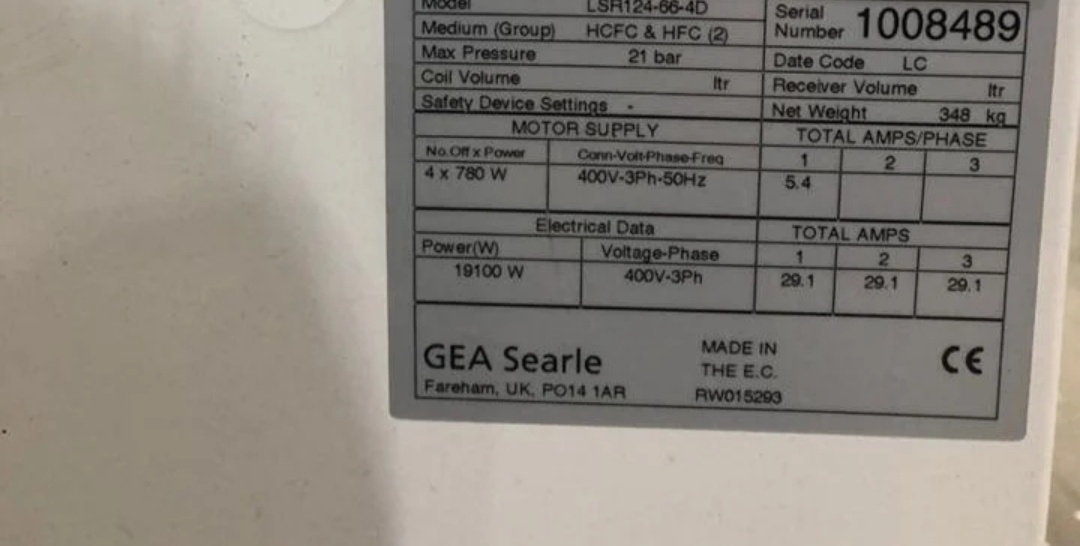 Model LSR124-66-4D
Serial Number 1008489
Medium (Group) HCFC & HFC (2)
Max Pressure 21 bar
Date Code LC
Coil Volume ltr
Receiver Volume ltr
Safety Device Settings -
Net Weight 348 kg
MOTOR SUPPLY
TOTAL AMPS/PHASE
No.Off x Power Conn-Volt-Phase-Freq 1 2 3
4 x 780 W 400V-3Ph-50Hz 5.4
Electrical Data
TOTAL AMPS
Power(W) Voltage-Phase 1 2 3
19100 W 400V-3Ph 29.1 29.1 29.1
GEA Searle
Fareham, UK, PO14 1AR
MADE IN
THE E.C.
RW015293
CE